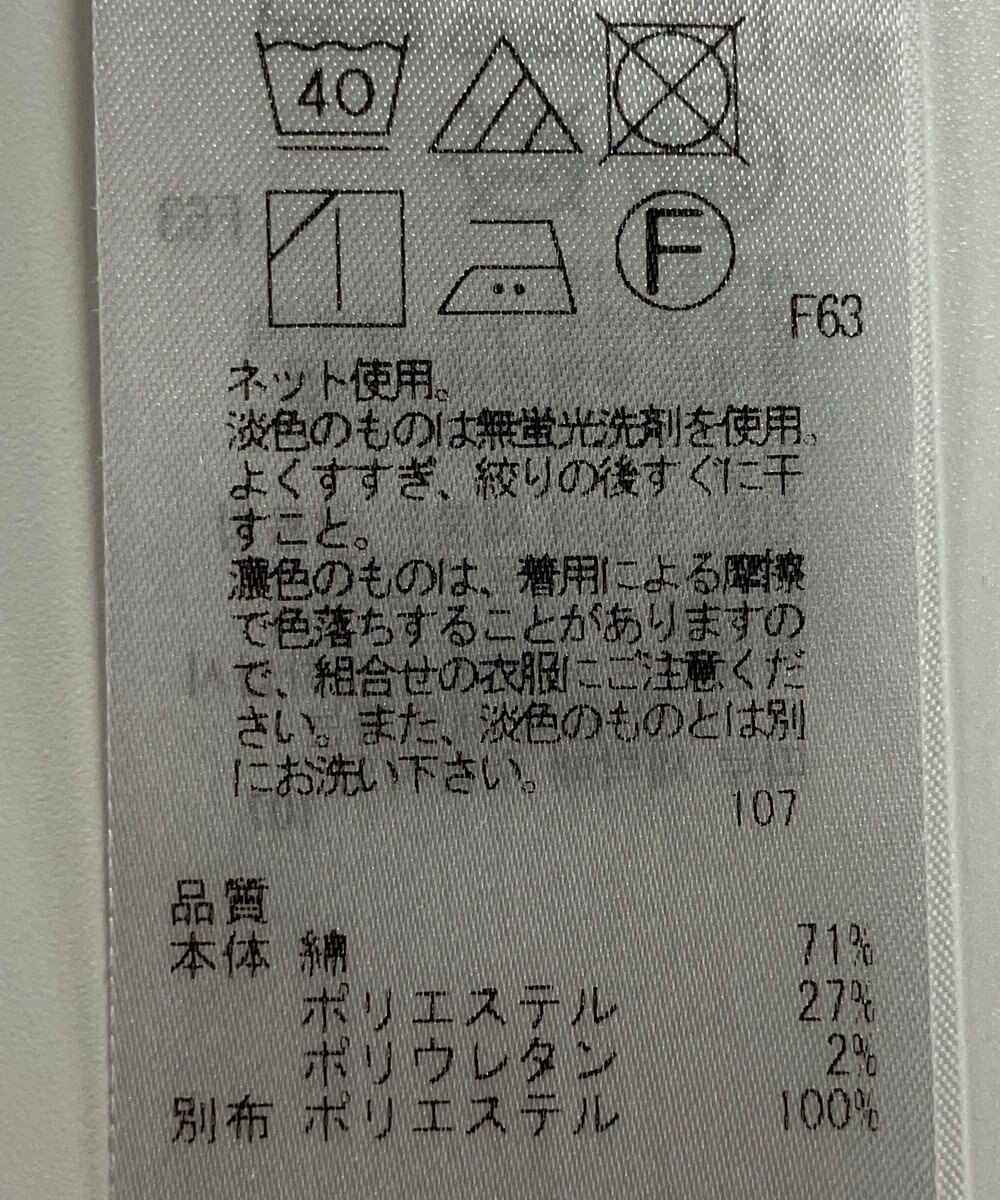 40
F
F63
ネット使用。
淡色のものは無蛍光洗剤を使用。
よくすすぎ、絞りの後すぐに干
すこと。
濃色のものは、着用による摩擦
で色落ちすることがありますの
で、組合せの衣服にご注意くだ
さい。また、淡色のものとは別
にお洗い下さい。
107
品質
本体 綿 71%
ポリエステル 27%
ポリウレタン 2%
別布 ポリエステル 100%